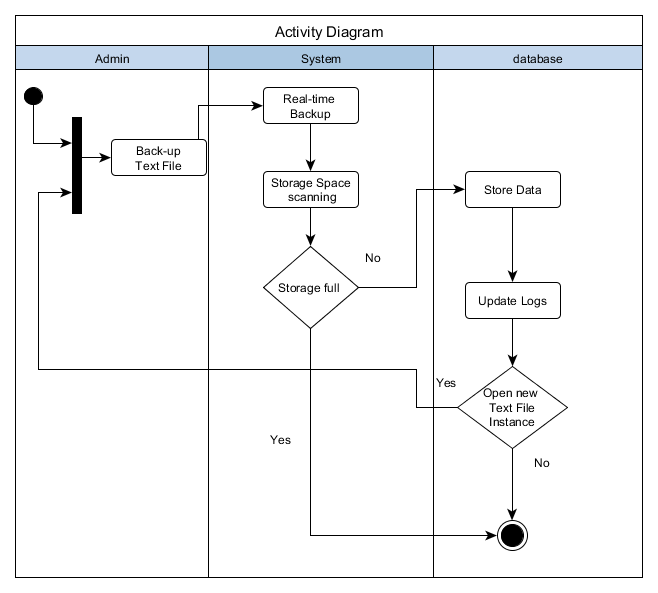 Activity Diagram
Admin
System
database
Real-time
Backup
Back-up
Text File
Storage Space
scanning
Store Data
No
Storage full
Update Logs
Yes
Open new
Text File
Instance
Yes
No